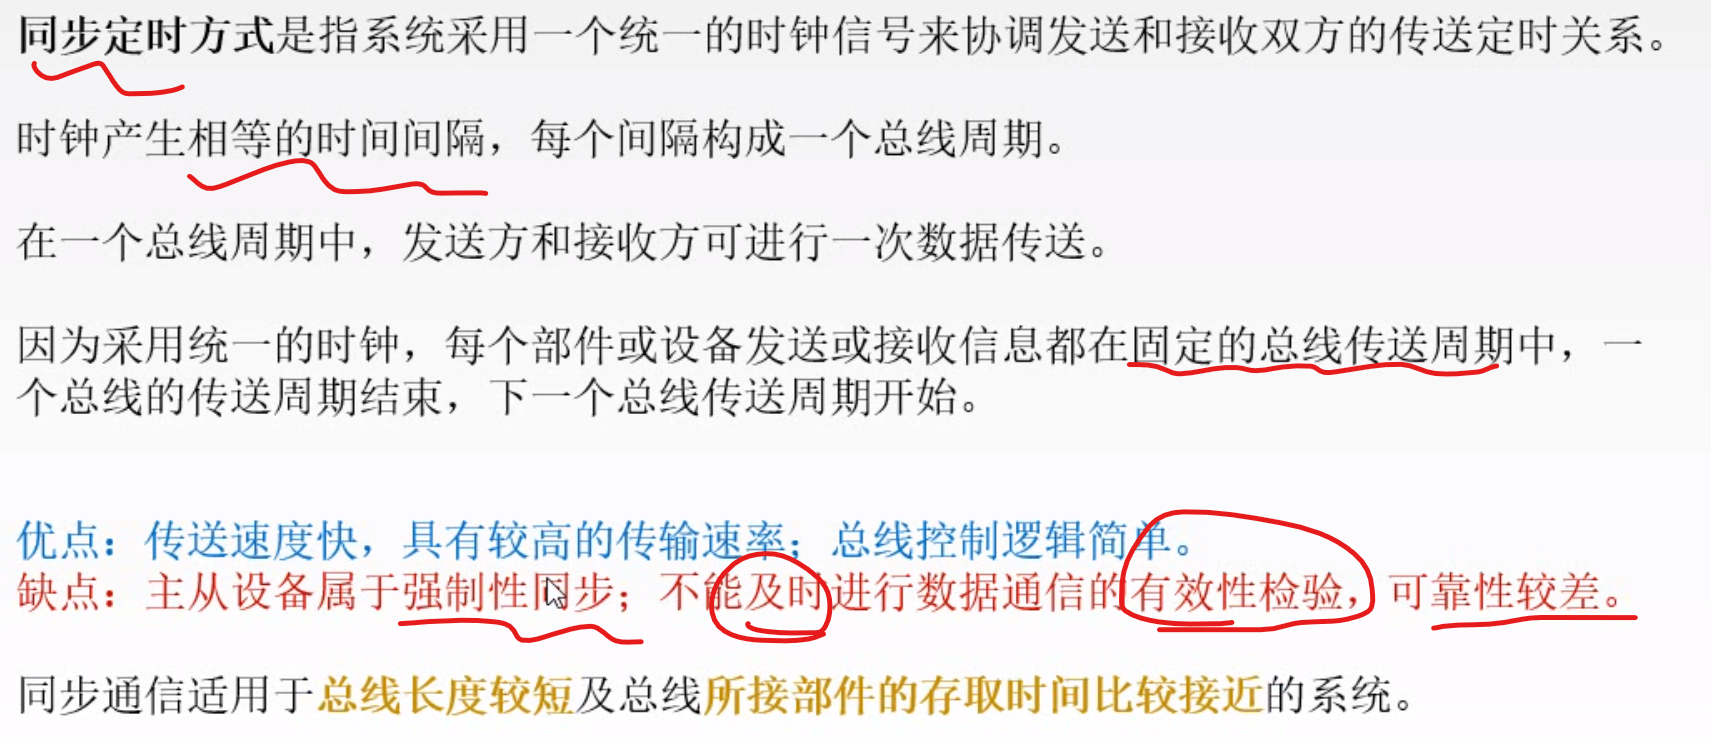 同步定时方式是指系统采用一个统一的时钟信号来协调发送和接收双方的传送定时关系。
时钟产生相等的时间间隔，每个间隔构成一个总线周期。
在一个总线周期中，发送方和接收方可进行一次数据传送。
因为采用统一的时钟，每个部件或设备发送或接收信息都在固定的总线传送周期中，一
个总线的传送周期结束，下一个总线传送周期开始。
优点：传送速度快，具有较高的传输速率；总线控制逻辑简单。
缺点：主从设备属于强制性同步；不能及时进行数据通信的有效性检验，可靠性较差。
同步通信适用于总线长度较短及总线所接部件的存取时间比较接近的系统。